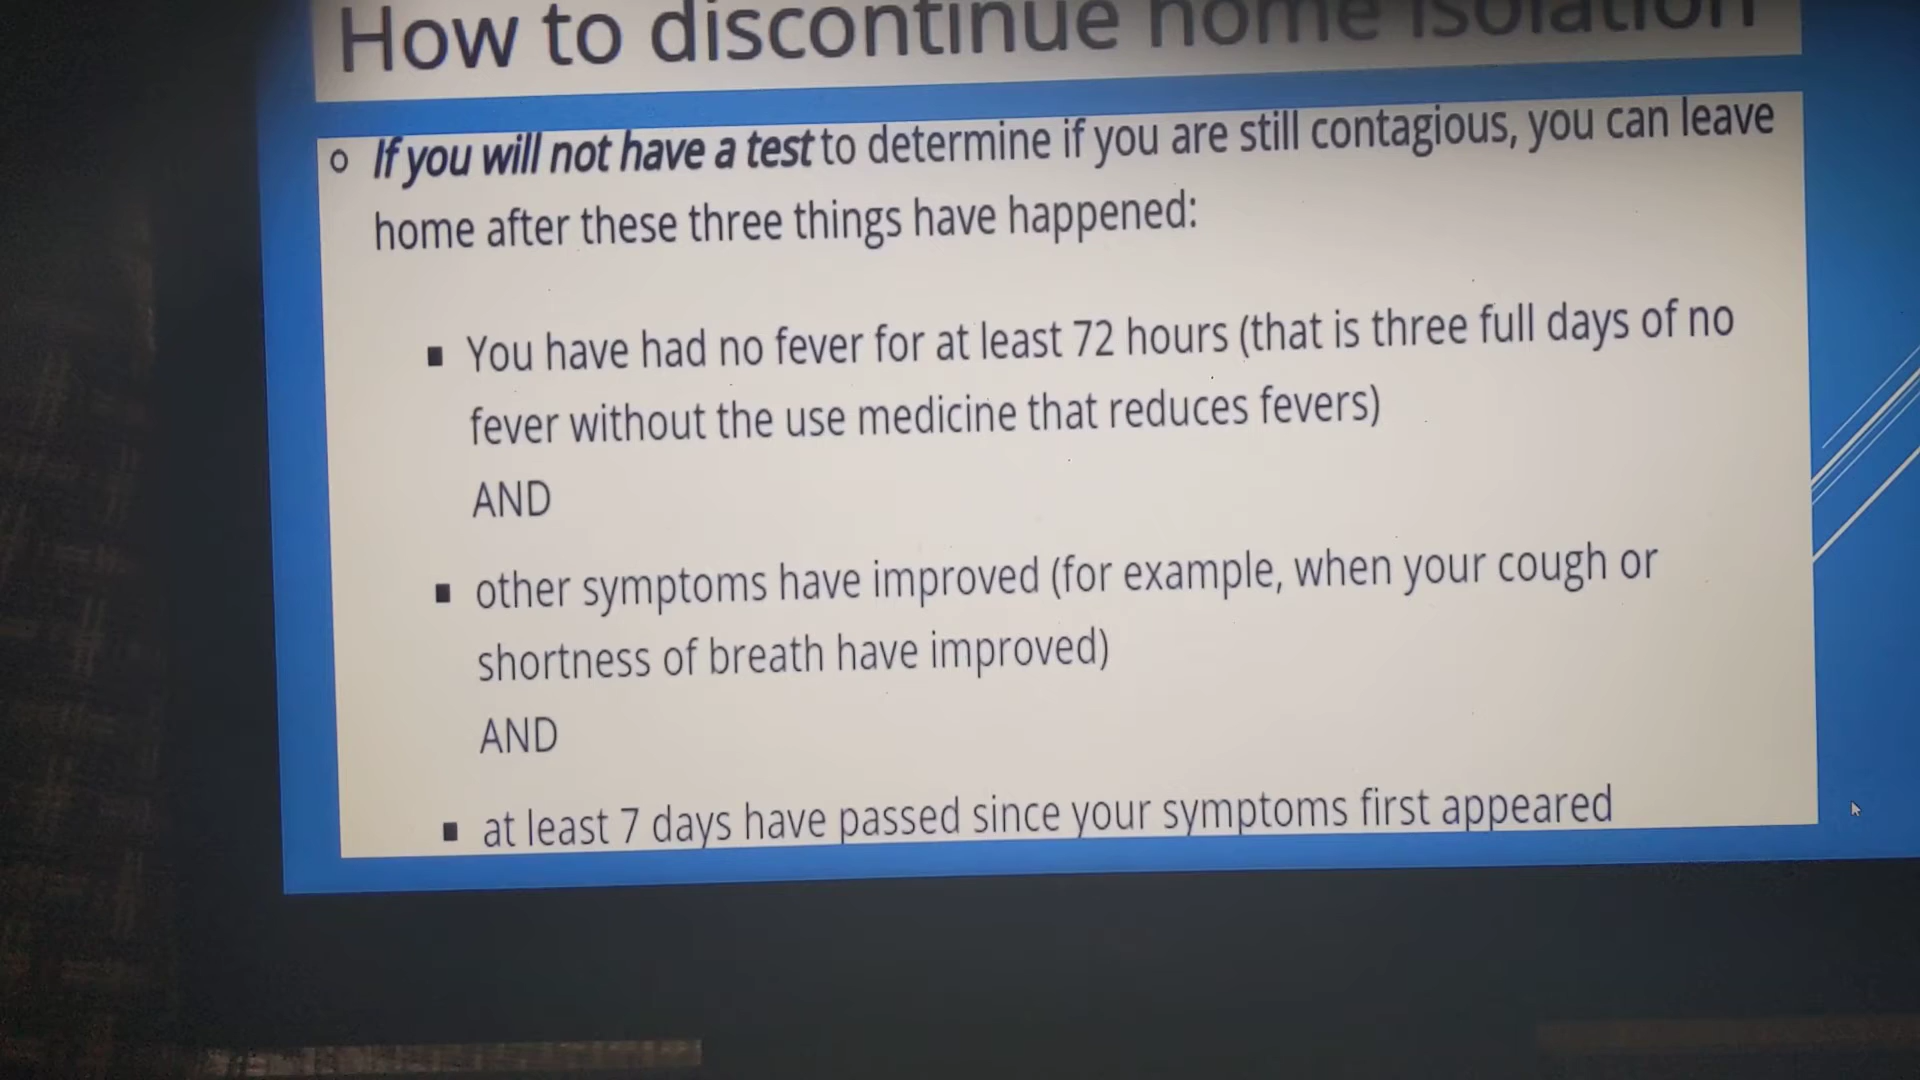 How to discontinue home isolation
If you will not have a test to determine if you are still contagious, you can leave
home after these three things have happened:
You have had no fever for at least 72 hours (that is three full days of no
fever without the use medicine that reduces fevers)
AND
other symptoms have improved (for example, when your cough or
shortness of breath have improved)
AND
at least 7 days have passed since your symptoms first appeared